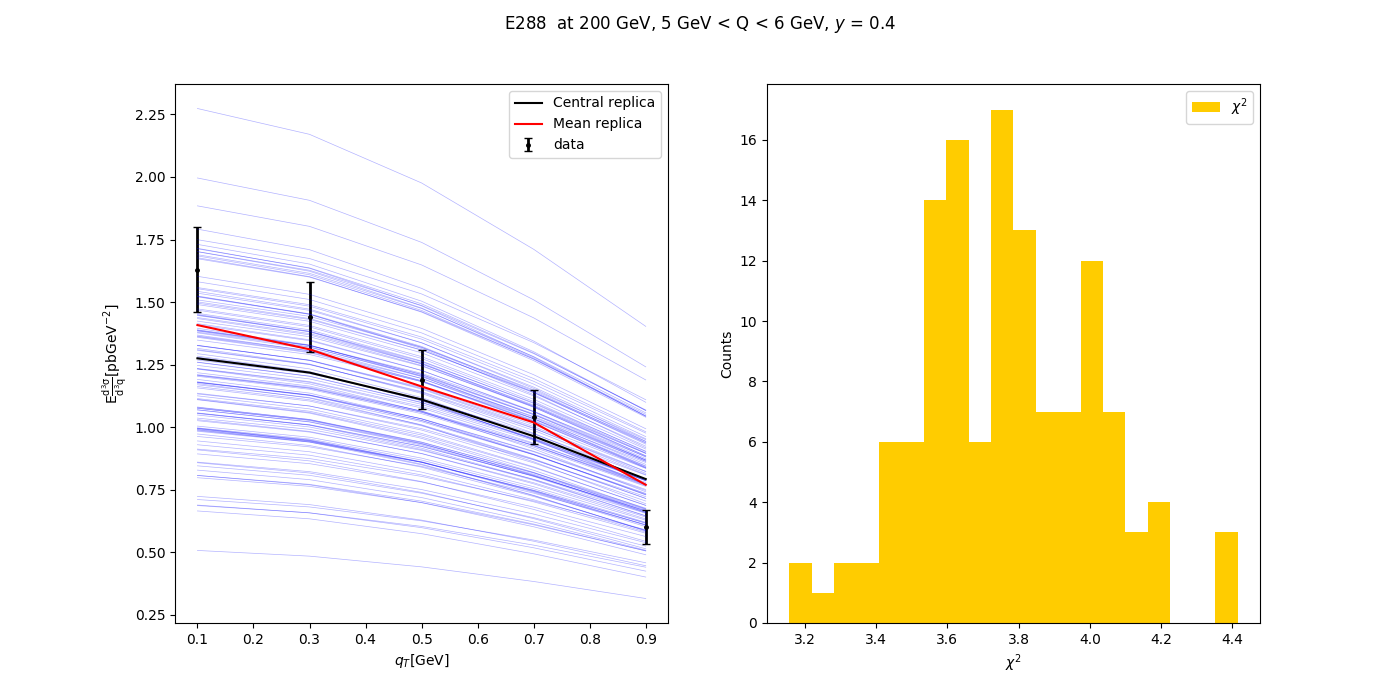 E288 at 200 GeV, 5 GeV < Q < 6 GeV, y = 0.4
Central replica
Mean replica
data
2.25
2.00
1.75
1.50
1.25
1.00
0.75
0.50
0.25
E d³σ/d³q [pbGeV⁻²]
0.1 0.2 0.3 0.4 0.5 0.6 0.7 0.8 0.9
q_T[GeV]
χ²
16
14
12
10
8
6
4
2
0
Counts
3.2 3.4 3.6 3.8 4.0 4.2 4.4
χ²